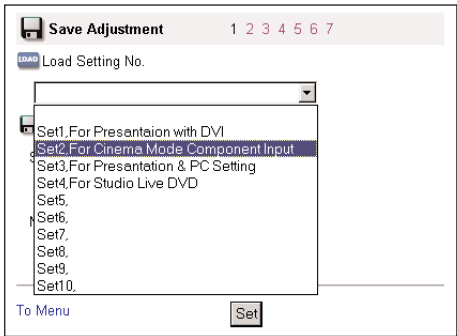 Save Adjustment 1 2 3 4 5 6 7
LOAD Load Setting No.
Set1,For Presantaion with DVI
Set2,For Cinema Mode Component Input
Set3,For Presantation & PC Setting
Set4,For Studio Live DVD
Set5,
Set6,
Set7,
Set8,
Set9,
Set10,
To Menu Set